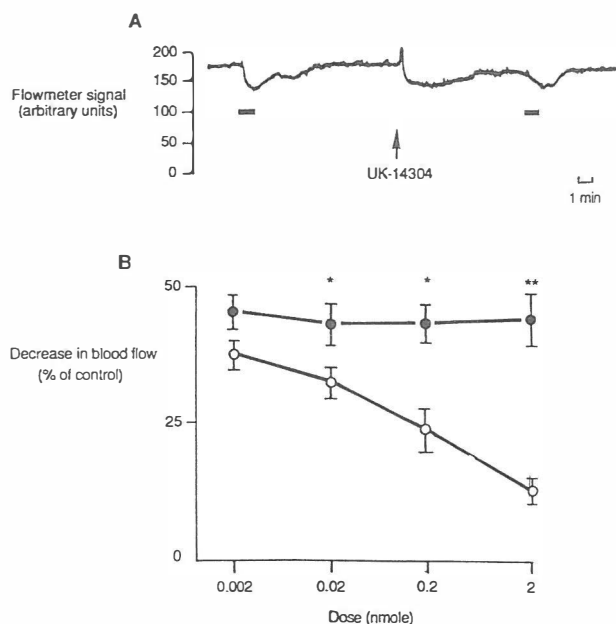 A
200
150
100
50
0
Flowmeter signal
(arbitrary units)
UK-14304
1 min
B
50
25
0
Decrease in blood flow
(% of control)
*
*
**
0.002
0.02
0.2
2
Dose (nmole)